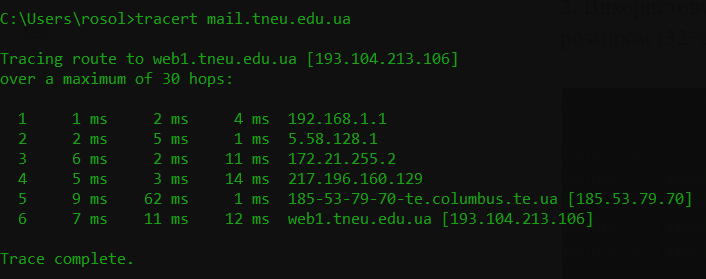 C:\Users\rosol>tracert mail.tneu.edu.ua
Tracing route to web1.tneu.edu.ua [193.104.213.106]
over a maximum of 30 hops:
1 1 ms 2 ms 4 ms 192.168.1.1
2 2 ms 5 ms 1 ms 5.58.128.1
3 6 ms 2 ms 11 ms 172.21.255.2
4 5 ms 3 ms 14 ms 217.196.160.129
5 9 ms 62 ms 1 ms 185-53-79-70-te.columbus.te.ua [185.53.79.70]
6 7 ms 11 ms 12 ms web1.tneu.edu.ua [193.104.213.106]
Trace complete.